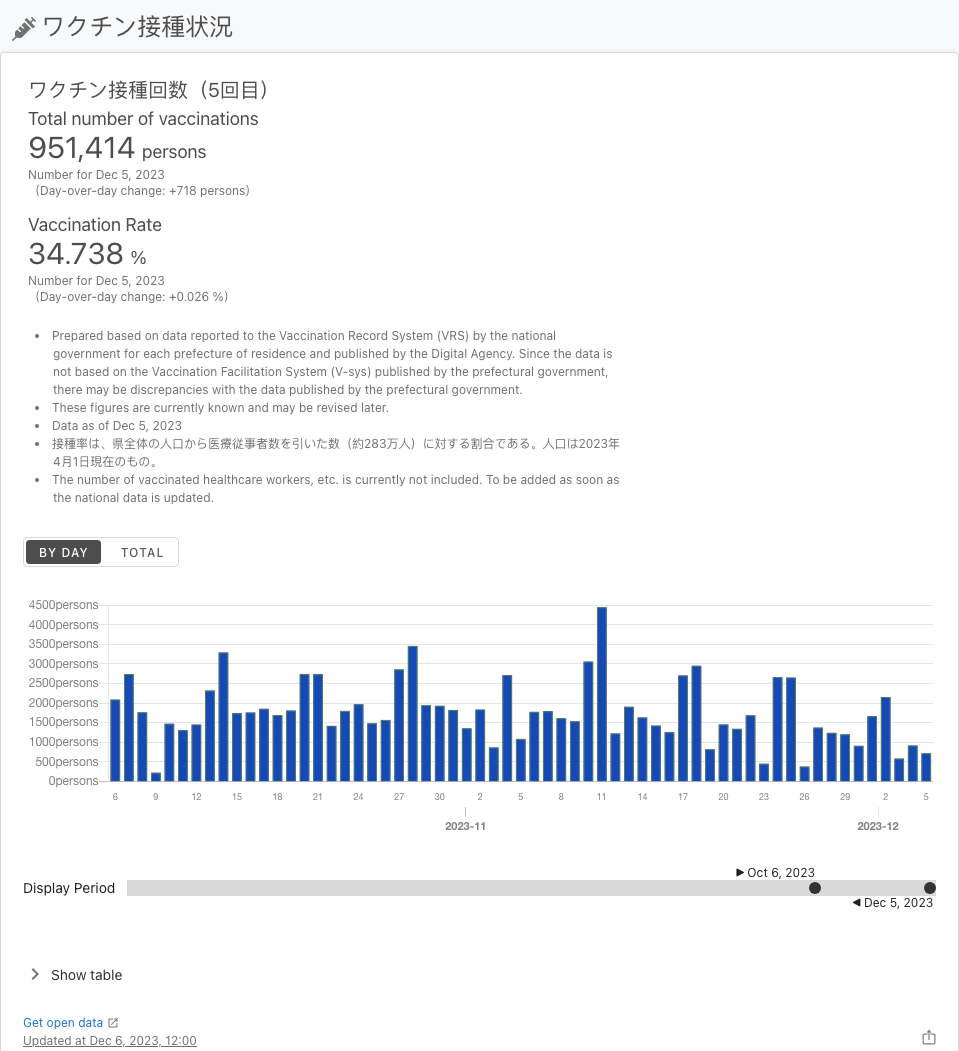 ワクチン接種状況
ワクチン接種回数（5回目）
Total number of vaccinations
951,414 persons
Number for Dec 5, 2023
（Day-over-day change: +718 persons）
Vaccination Rate
34.738 %
Number for Dec 5, 2023
（Day-over-day change: +0.026 %）
• Prepared based on data reported to the Vaccination Record System (VRS) by the national
government for each prefecture of residence and published by the Digital Agency. Since the data is
not based on the Vaccination Facilitation System (V-sys) published by the prefectural government,
there may be discrepancies with the data published by the prefectural government.
• These figures are currently known and may be revised later.
• Data as of Dec 5, 2023
• 接種率は、県全体の人口から医療従事者数を引いた数（約283万人）に対する割合である。人口は2023年
4月1日現在のもの。
• The number of vaccinated healthcare workers, etc. is currently not included. To be added as soon as
the national data is updated.
BY DAY TOTAL
4500persons
4000persons
3500persons
3000persons
2500persons
2000persons
1500persons
1000persons
500persons
0persons
6 9 12 15 18 21 24 27 30 2 5 8 11 14 17 20 23 26 29 2 5
2023-11 2023-12
▶ Oct 6, 2023
Display Period
◀ Dec 5, 2023
Show table
Get open data
Updated at Dec 6, 2023, 12:00